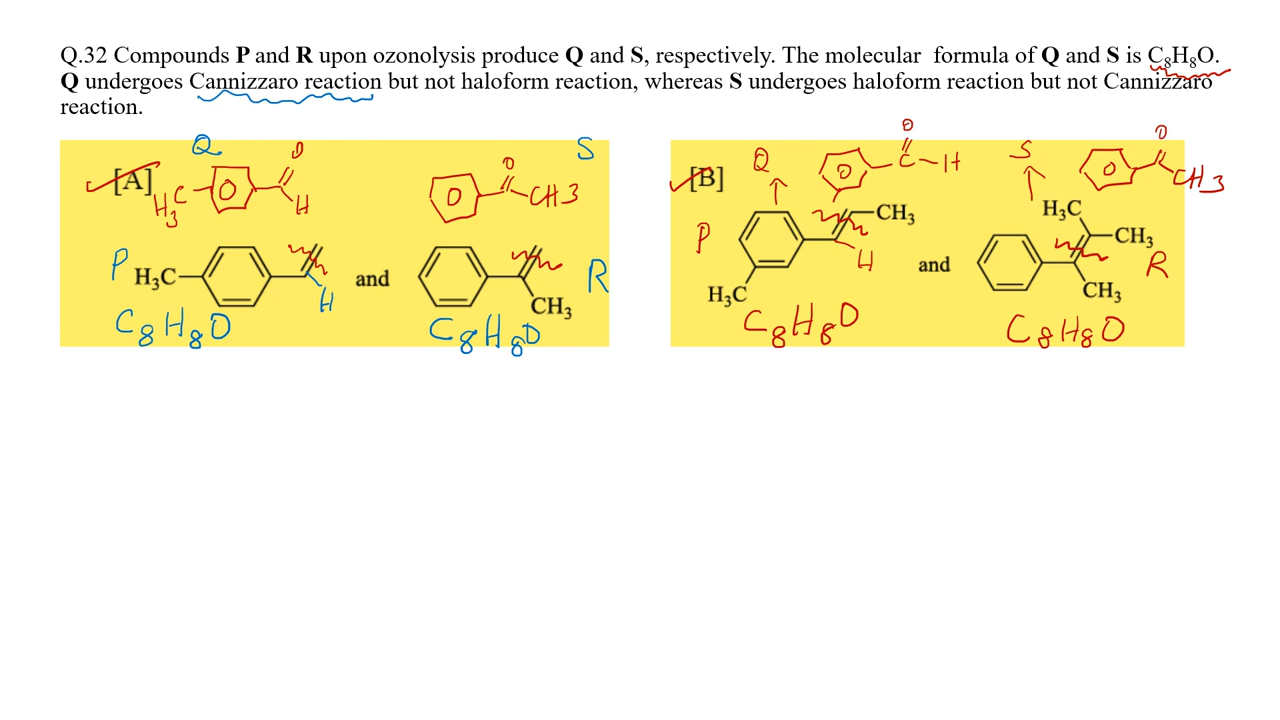 Q.32 Compounds P and R upon ozonolysis produce Q and S, respectively. The molecular formula of Q and S is C₈H₈O.
Q undergoes Cannizzaro reaction but not haloform reaction, whereas S undergoes haloform reaction but not Cannizzaro
reaction.
Q
S
[A]
H₃C
O
H
O
CH3
P
H₃C
H
and
CH₃
R
C₈H₈O
C₈H₈O
[B]
Q
O
C-H
S
O
CH3
P
CH₃
H
H₃C
and
H₃C
CH₃
CH₃
R
C₈H₈O
C₈H₈O